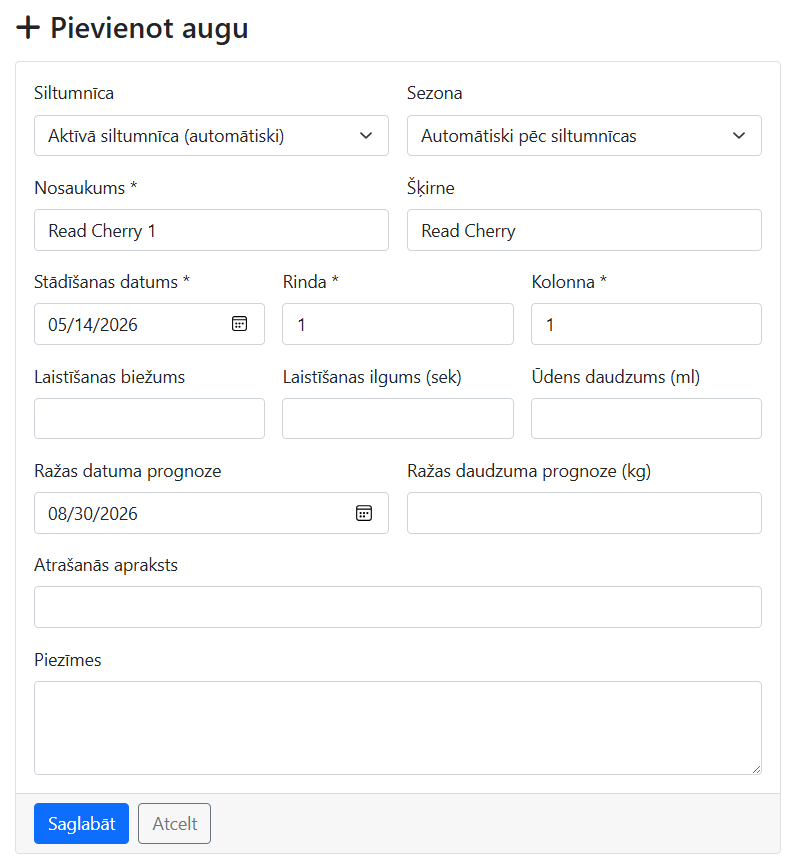 Pievienot augu
Siltumnīca Sezona
Aktīvā siltumnīca (automātiski) Automātiski pēc siltumnīcas
Nosaukums * Šķirne
Read Cherry 1 Read Cherry
Stādīšanas datums * Rinda * Kolonna *
05/14/2026 1 1
Laistīšanas biežums Laistīšanas ilgums (sek) Ūdens daudzums (ml)
Ražas datuma prognoze Ražas daudzuma prognoze (kg)
08/30/2026
Atrašanās apraksts
Piezīmes
Saglabāt Atcelt